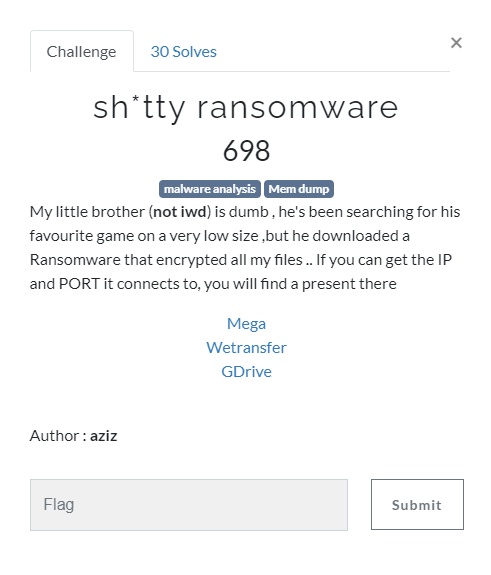 Challenge
30 Solves
×
sh*tty ransomware
698
malware analysis Mem dump
My little brother (not iwd) is dumb , he's been searching for his
favourite game on a very low size ,but he downloaded a
Ransomware that encrypted all my files .. If you can get the IP
and PORT it connects to, you will find a present there
Mega
Wetransfer
GDrive
Author : aziz
Flag
Submit